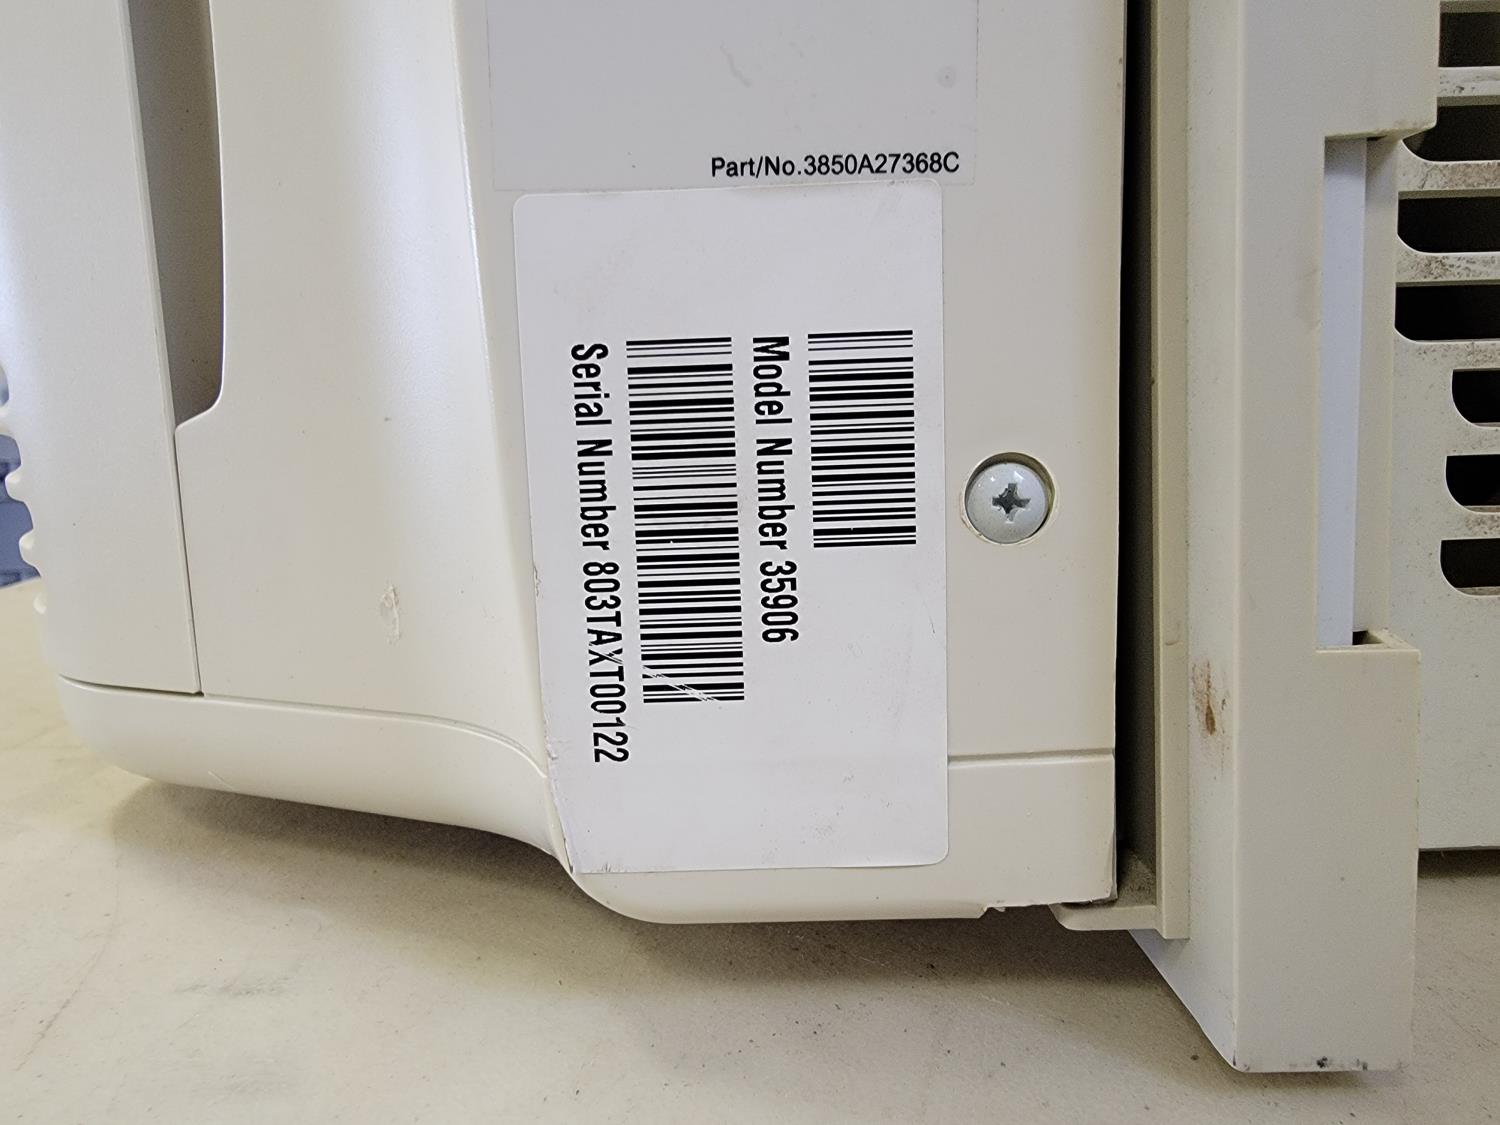 Part/No.3850A27368C
Model Number 35906
Serial Number 803TAXT00122